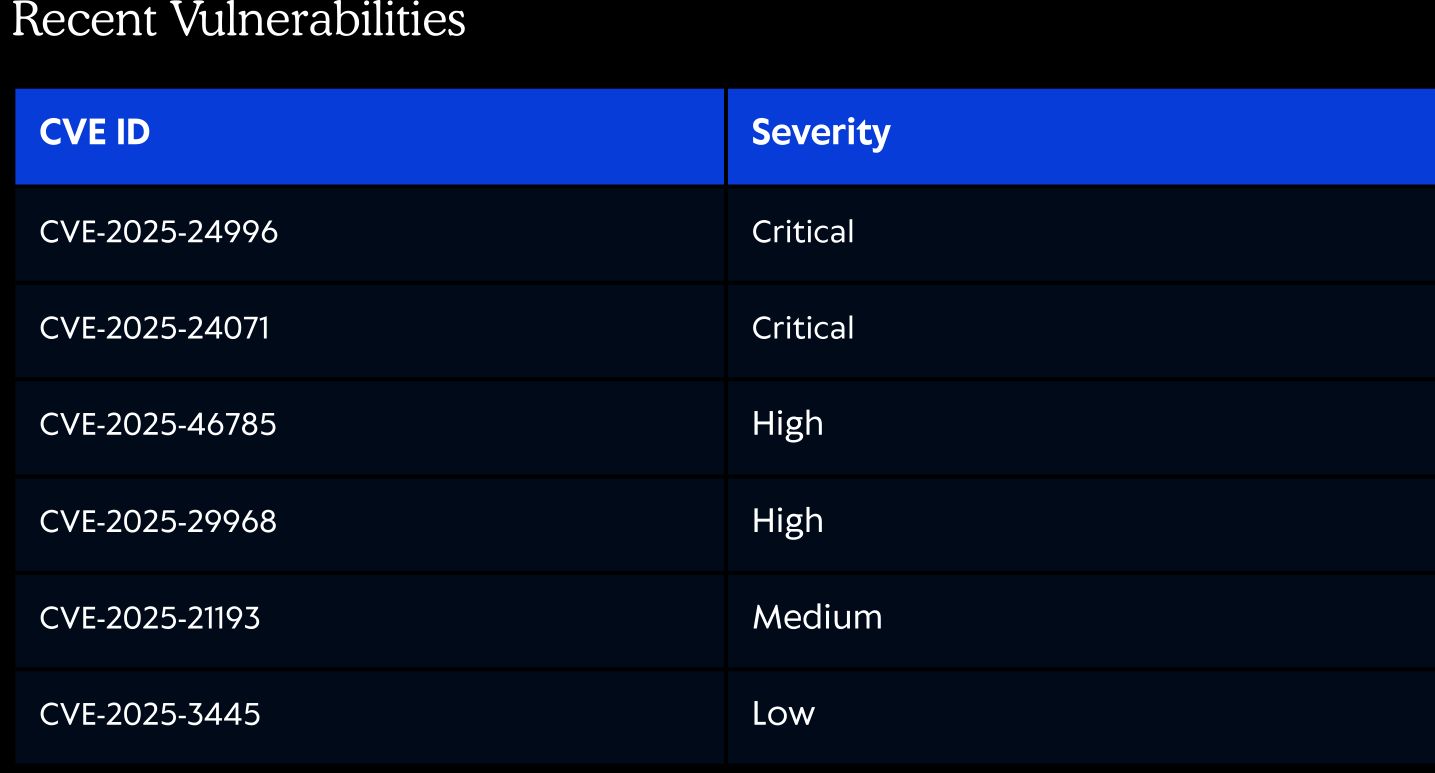 Recent Vulnerabilities
CVE ID Severity
CVE-2025-24996 Critical
CVE-2025-24071 Critical
CVE-2025-46785 High
CVE-2025-29968 High
CVE-2025-21193 Medium
CVE-2025-3445 Low